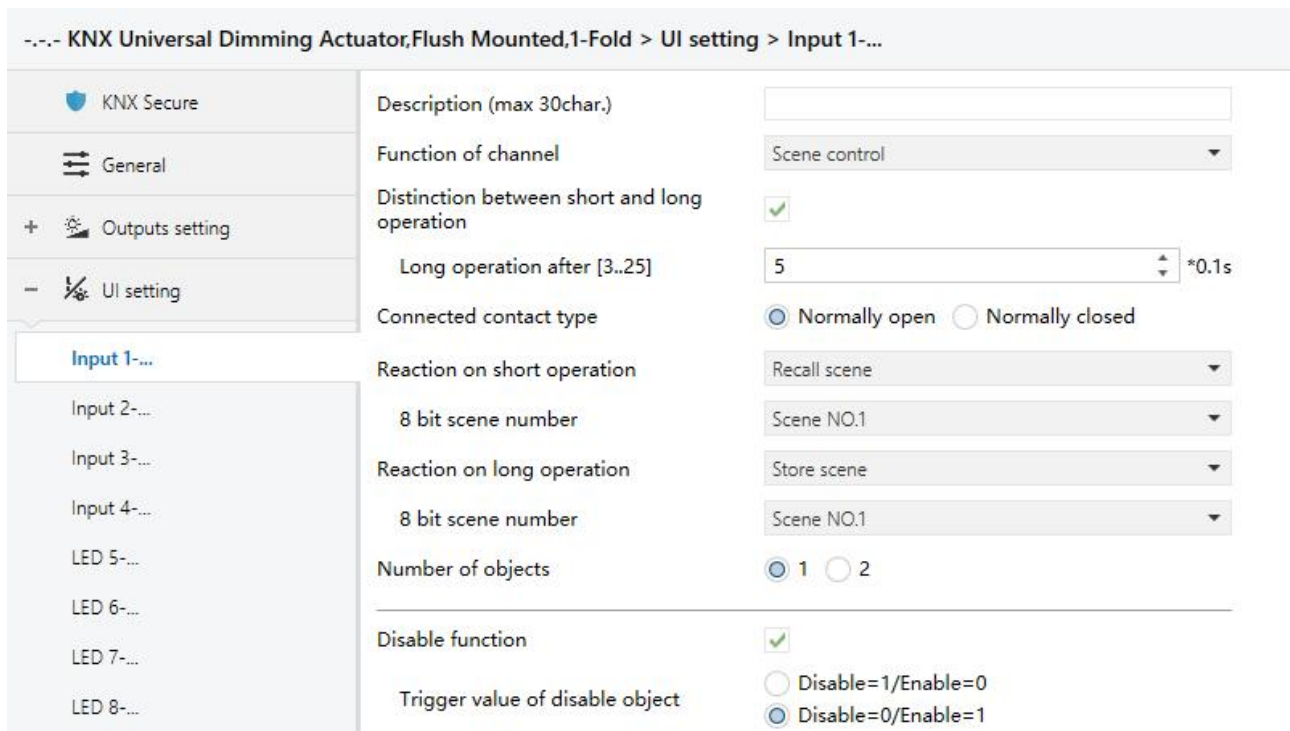 -.-.- KNX Universal Dimming Actuator,Flush Mounted,1-Fold > UI setting > Input 1-...
KNX Secure
General
+ Outputs setting
− UI setting
Input 1-...
Input 2-...
Input 3-...
Input 4-...
LED 5-...
LED 6-...
LED 7-...
LED 8-...
Description (max 30char.)
Function of channel Scene control
Distinction between short and long
operation
Long operation after [3..25] 5 *0.1s
Connected contact type Normally open Normally closed
Reaction on short operation Recall scene
8 bit scene number Scene NO.1
Reaction on long operation Store scene
8 bit scene number Scene NO.1
Number of objects 1 2
Disable function
Trigger value of disable object
Disable=1/Enable=0
Disable=0/Enable=1